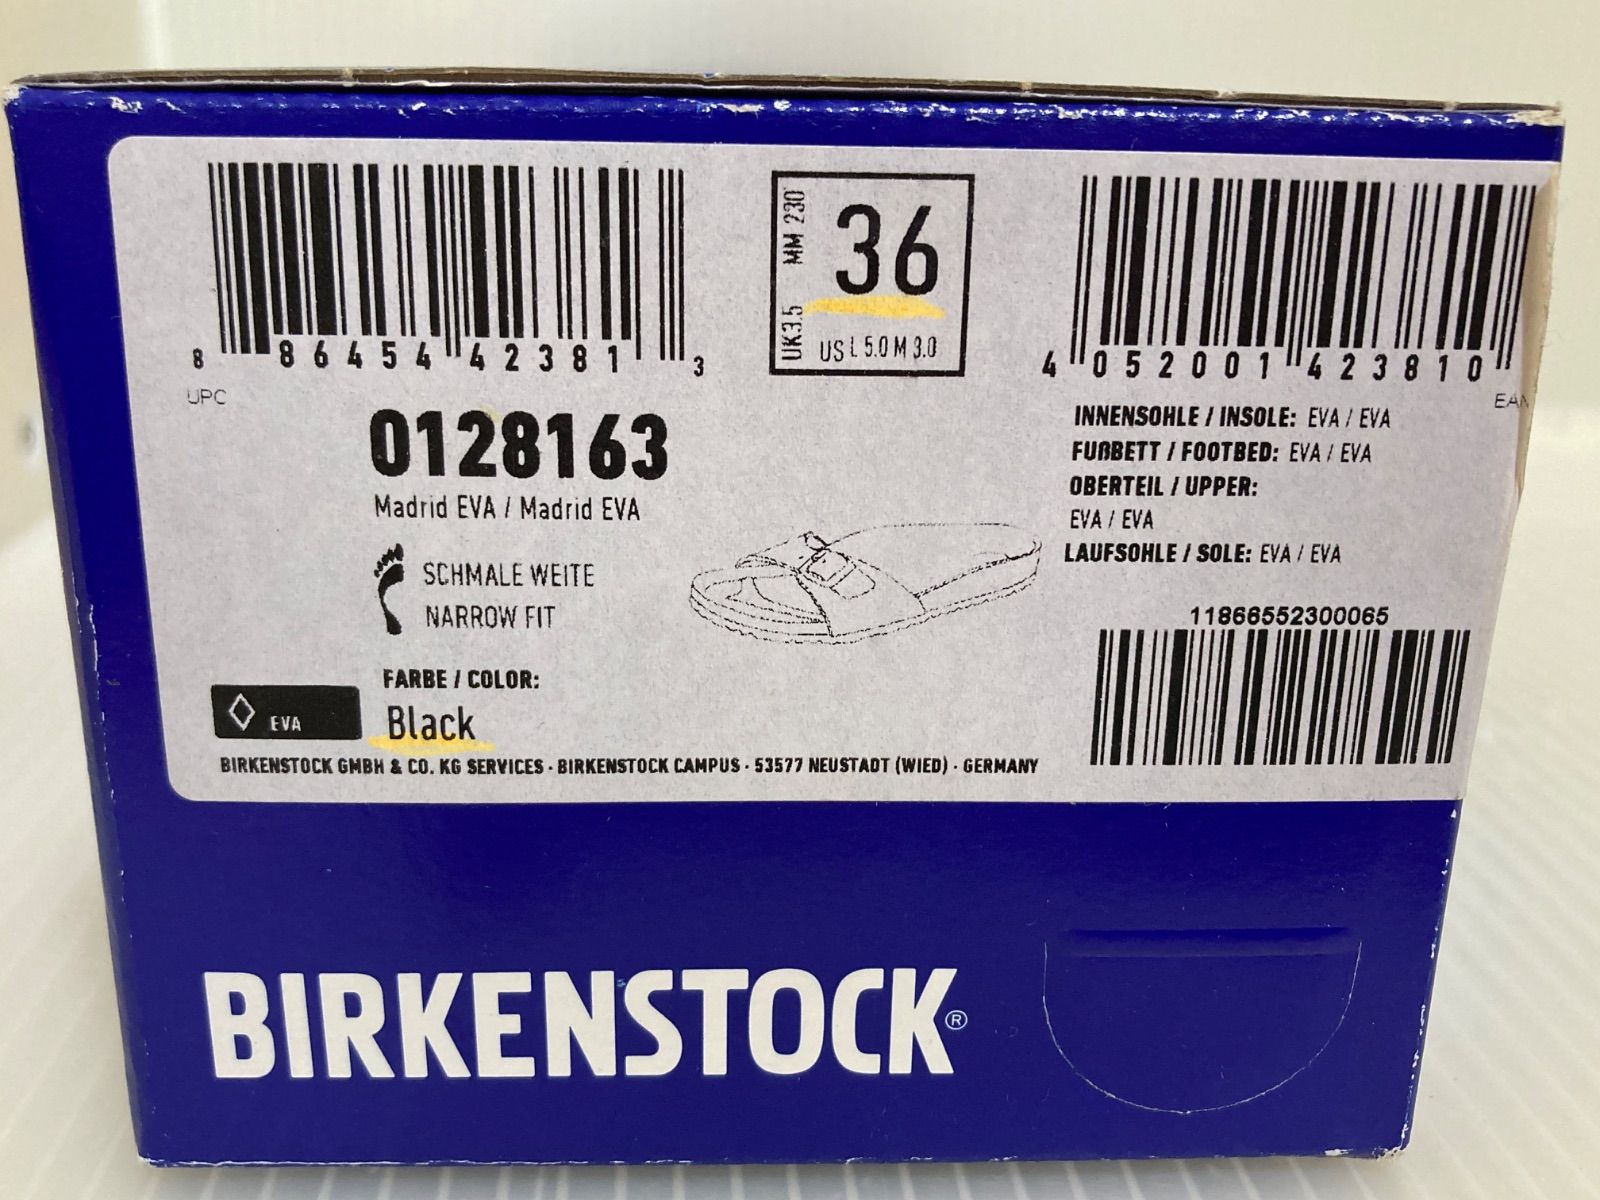 8 86454 42381 3
UPC
MM 230
UK3.5
36
US L 5.0 M 3.0
4 052001 423810
EAN
0128163
Madrid EVA / Madrid EVA
SCHMALE WEITE
NARROW FIT
FARBE / COLOR:
Black
EVA
INNENSOHLE / INSOLE: EVA / EVA
FUßBETT / FOOTBED: EVA / EVA
OBERTEIL / UPPER:
EVA / EVA
LAUFSOHLE / SOLE: EVA / EVA
11868552300065
BIRKENSTOCK GMBH & CO. KG SERVICES · BIRKENSTOCK CAMPUS · 53577 NEUSTADT (WIED) · GERMANY
BIRKENSTOCK®